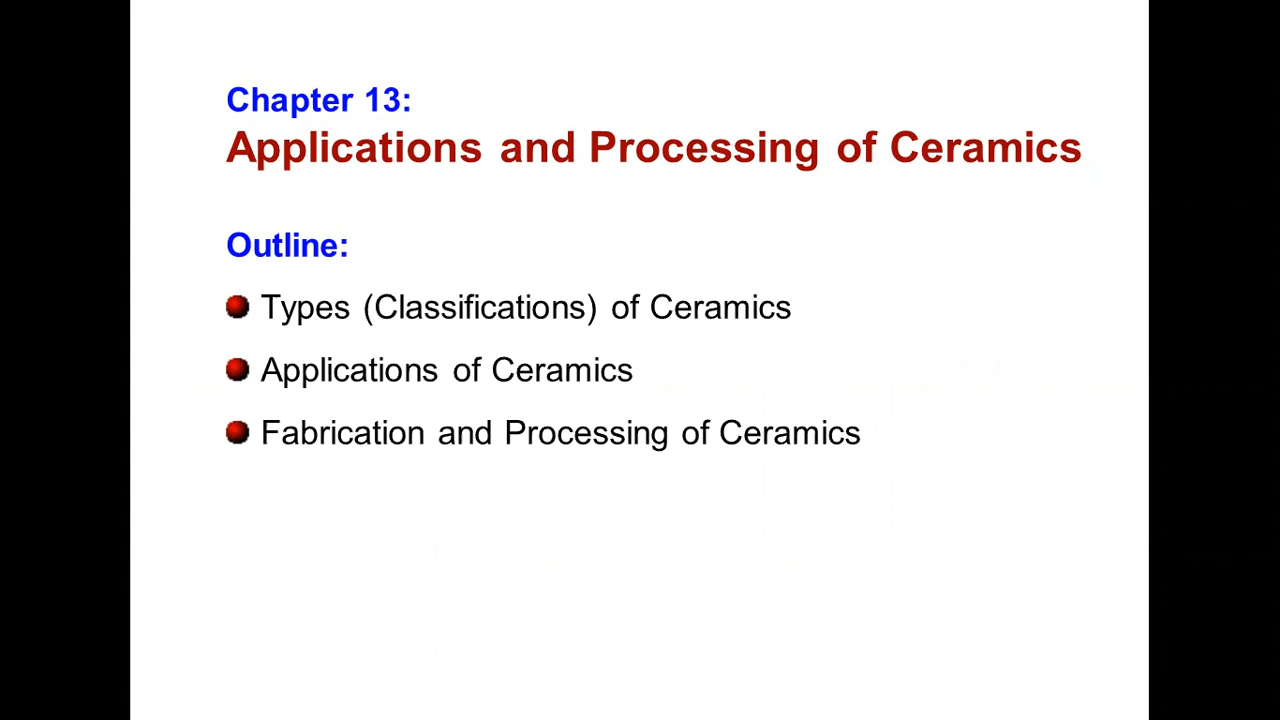 Chapter 13:
Applications and Processing of Ceramics
Outline:
Types (Classifications) of Ceramics
Applications of Ceramics
Fabrication and Processing of Ceramics